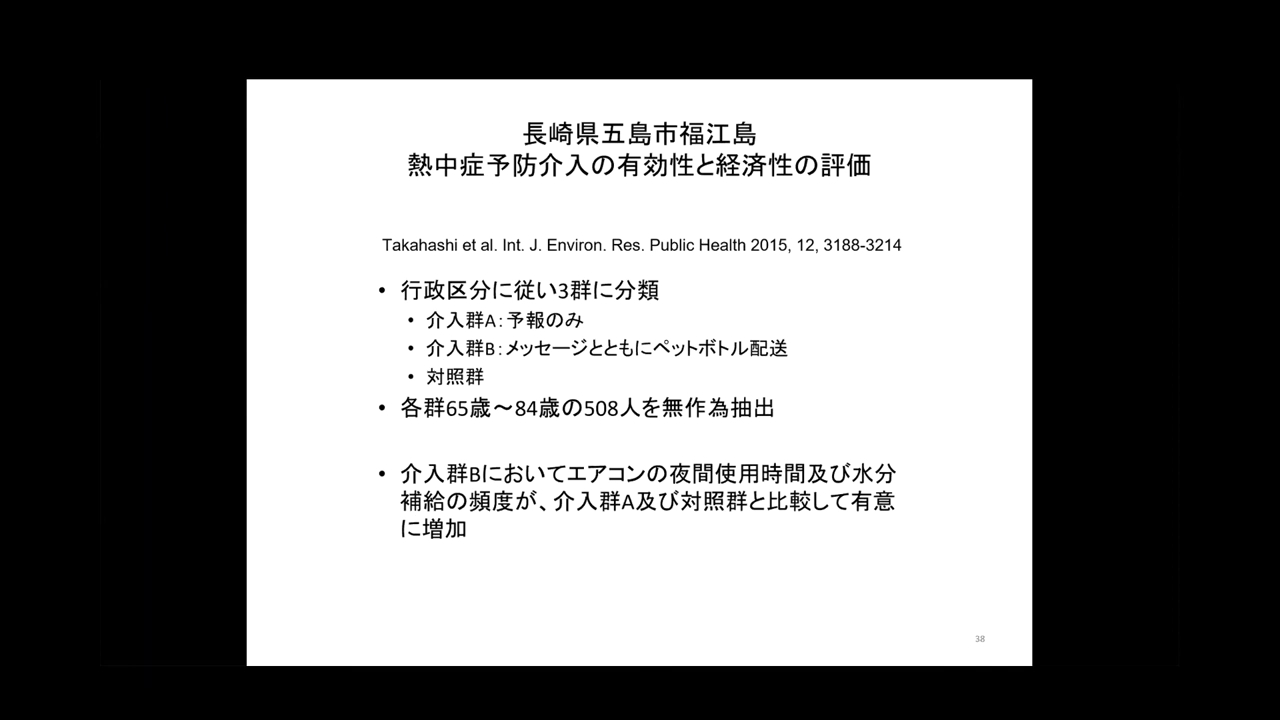 長崎県五島市福江島
熱中症予防介入の有効性と経済性の評価
Takahashi et al. Int. J. Environ. Res. Public Health 2015, 12, 3188-3214
• 行政区分に従い3群に分類
• 介入群A：予報のみ
• 介入群B：メッセージとともにペットボトル配送
• 対照群
• 各群65歳～84歳の508人を無作為抽出
• 介入群Bにおいてエアコンの夜間使用時間及び水分
補給の頻度が、介入群A及び対照群と比較して有意
に増加
38